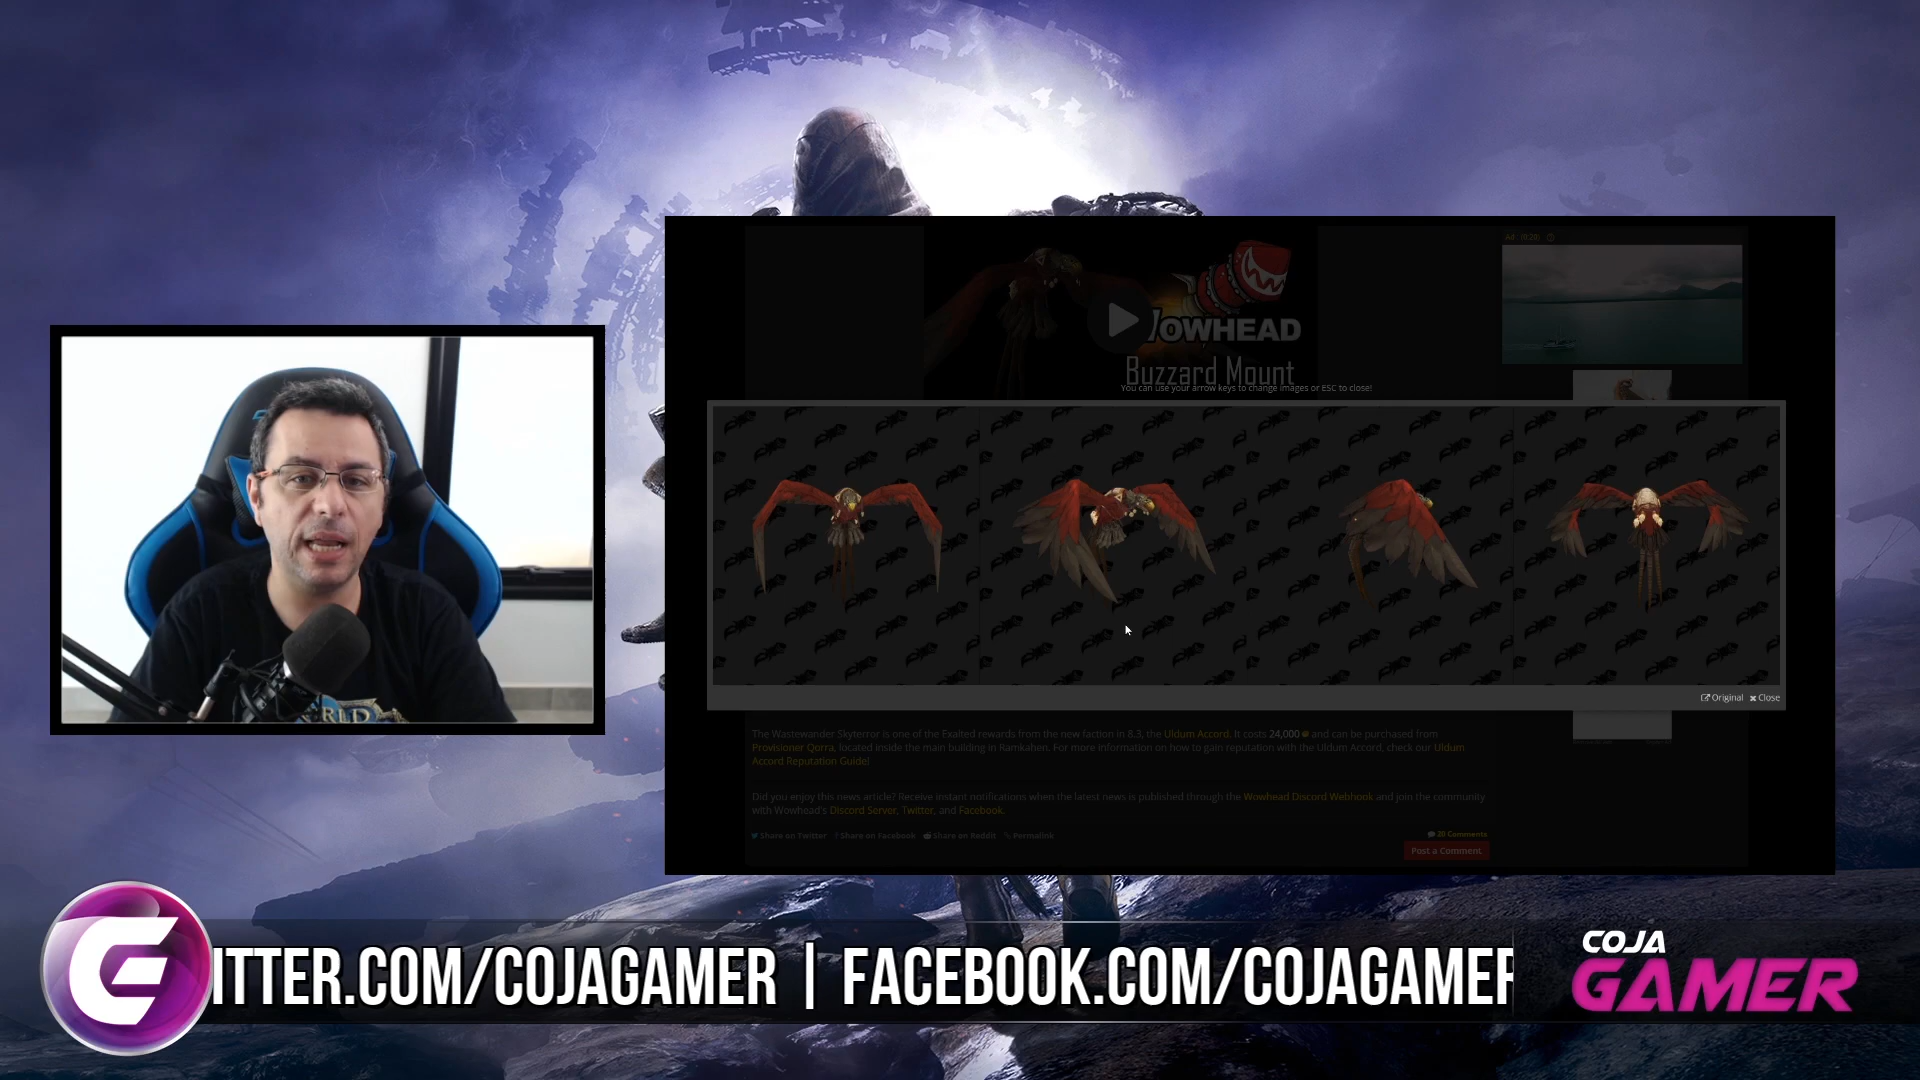 Ad
WOWHEAD
Buzzard Mount
You can use your arrow keys to change images or ESC to close!
Original Close
The Wastewander Skyterror is one of the Exalted rewards from the new faction in 8.3, the Uldum Accord. It costs 24,000 and can be purchased from
Provisioner Qorra, located inside the main building in Ramkahen. For more information on how to gain reputation with the Uldum Accord, check our Uldum
Accord Reputation Guide!
Did you enjoy this news article? Receive instant notifications when the latest news is published through the Wowhead Discord Webhook and join the community
with Wowhead's Discord Server, Twitter, and Facebook.
Share on Twitter Share on Facebook Share on Reddit Permalink
20 Comments
Post a Comment
RLD
ITTER.COM/COJAGAMER | FACEBOOK.COM/COJAGAMER
COJA
GAMER